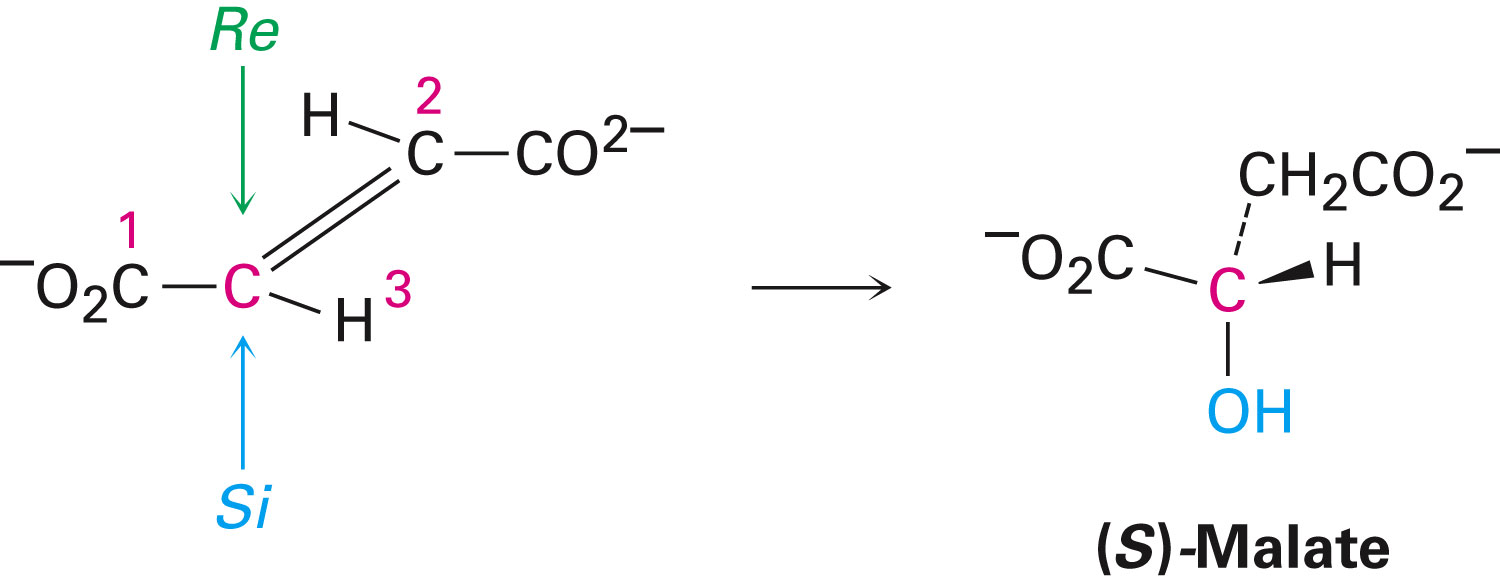 Re
H
2
C—CO²⁻
1
⁻O₂C—C
H
3
Si
CH₂CO₂⁻
⁻O₂C
C
H
OH
(S)-Malate